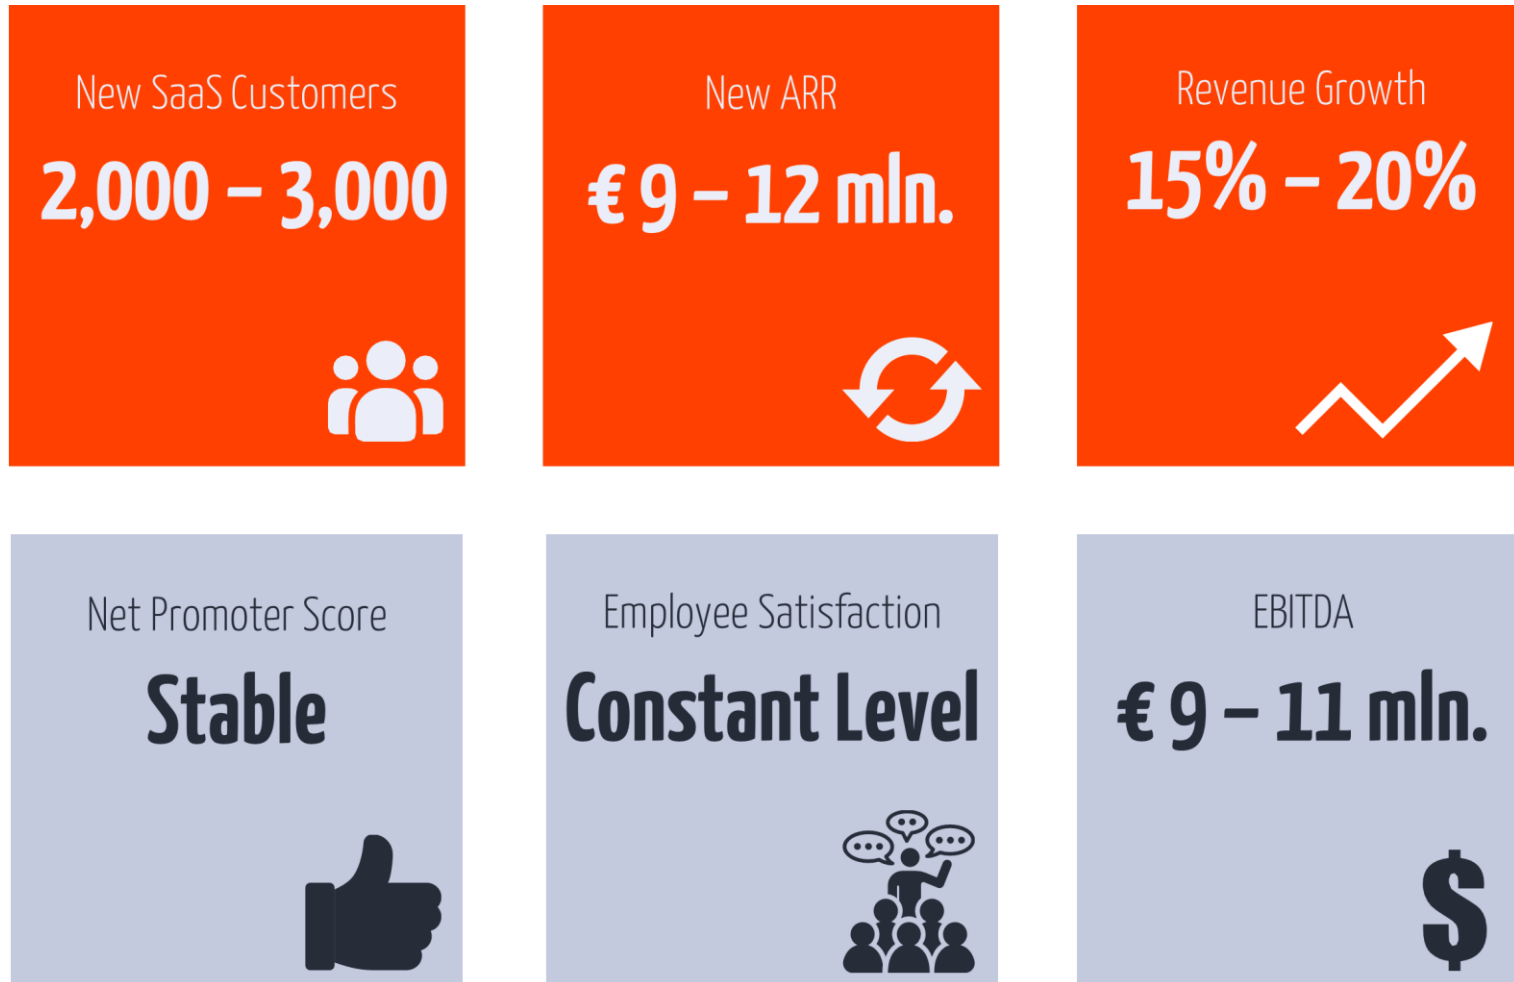 New SaaS Customers
2,000 – 3,000
New ARR
€ 9 – 12 mln.
Revenue Growth
15% – 20%
Net Promoter Score
Stable
Employee Satisfaction
Constant Level
EBITDA
€ 9 – 11 mln.
$